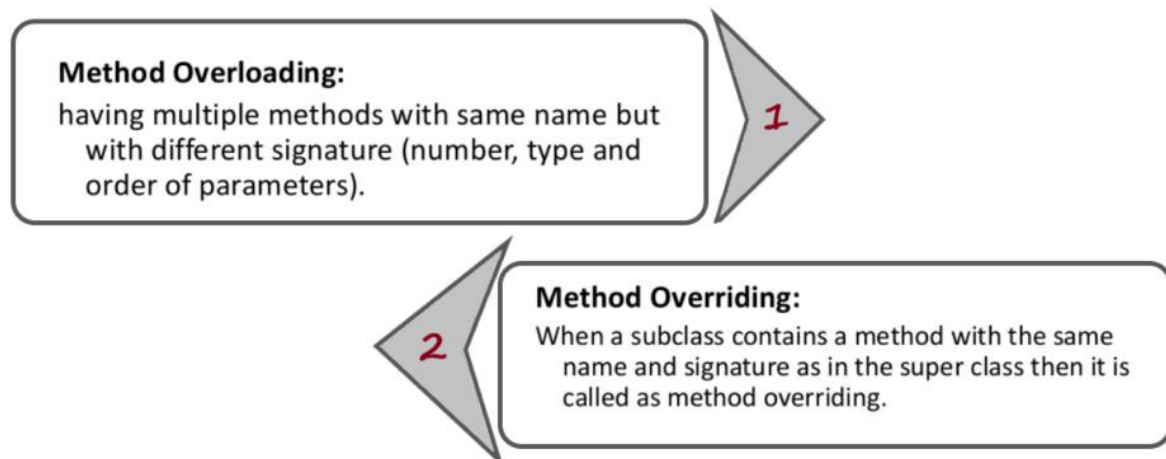 Method Overloading:
having multiple methods with same name but
with different signature (number, type and
order of parameters).
1
2
Method Overriding:
When a subclass contains a method with the same
name and signature as in the super class then it is
called as method overriding.